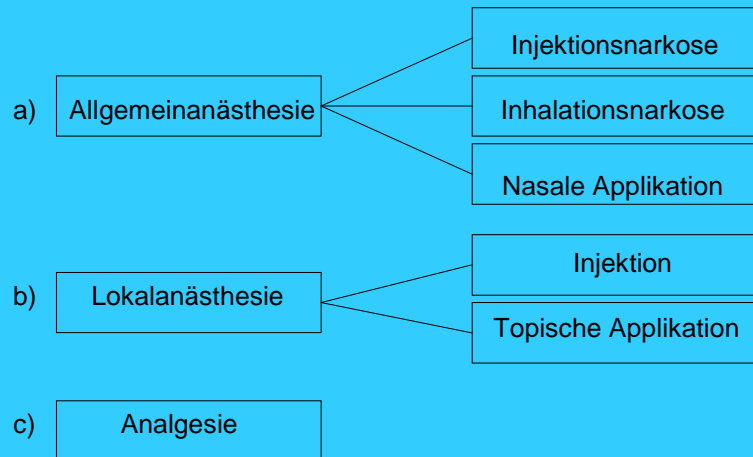 Injektionsnarkose
a) Allgemeinanästhesie
Inhalationsnarkose
Nasale Applikation
Injektion
b) Lokalanästhesie
Topische Applikation
c) Analgesie